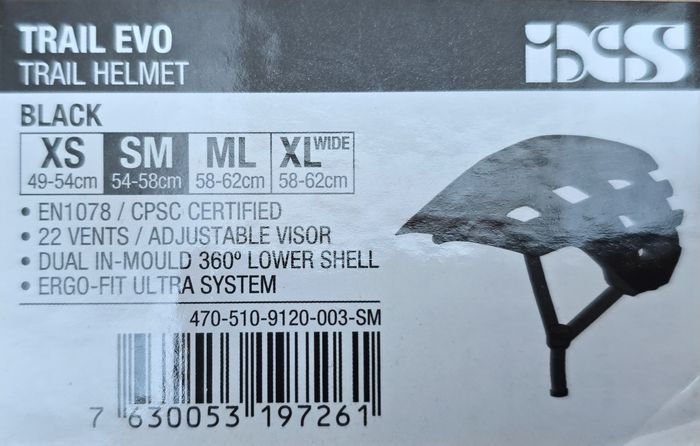 TRAIL EVO
TRAIL HELMET
iXS
BLACK
XS SM ML XL WIDE
49-54cm 54-58cm 58-62cm 58-62cm
• EN1078 / CPSC CERTIFIED
• 22 VENTS / ADJUSTABLE VISOR
• DUAL IN-MOULD 360º LOWER SHELL
• ERGO-FIT ULTRA SYSTEM
470-510-9120-003-SM
7 630053 197261